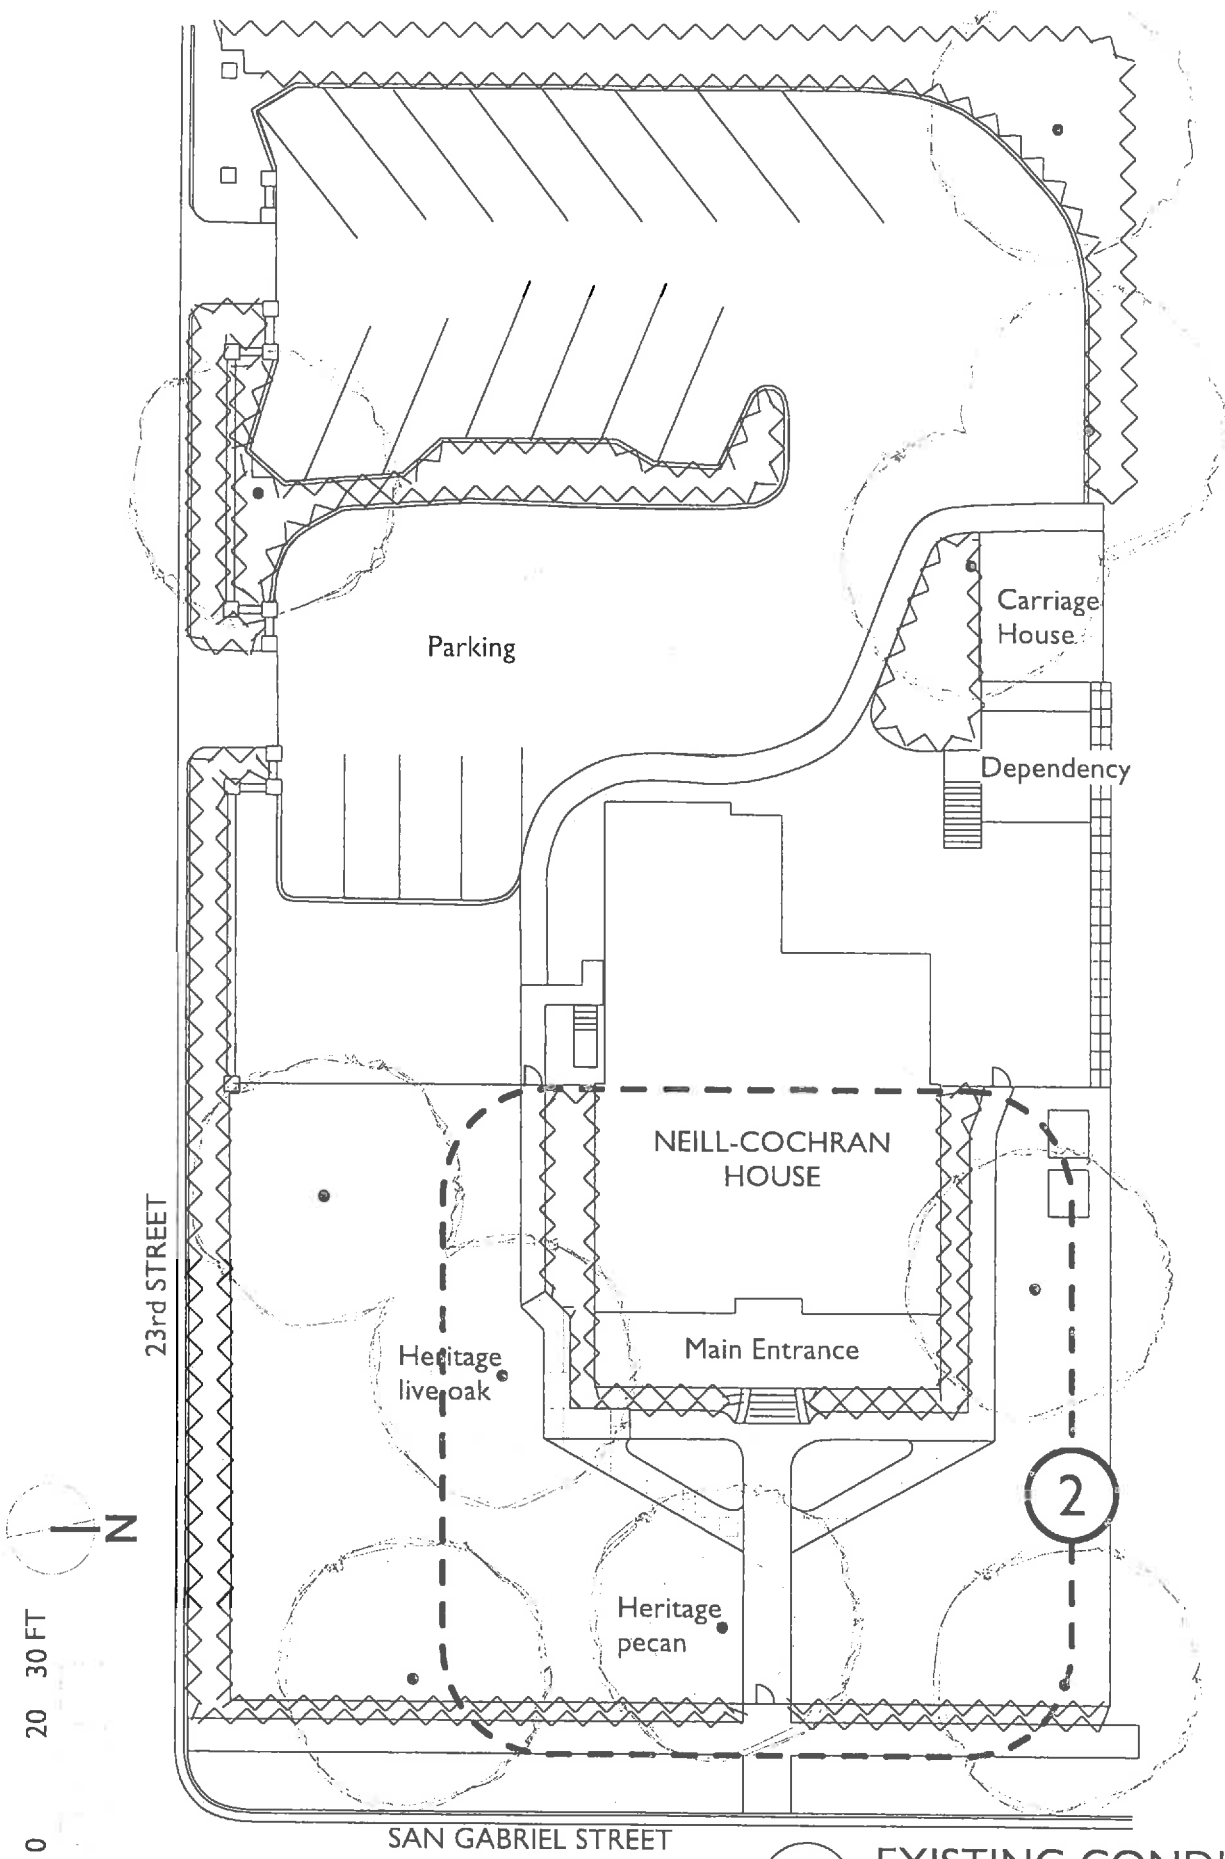 Parking
Carriage
House
Dependency
NEILL-COCHRAN
HOUSE
23rd STREET
Main Entrance
Heritage
live oak
2
N
Heritage
pecan
0 20 30 FT
SAN GABRIEL STREET